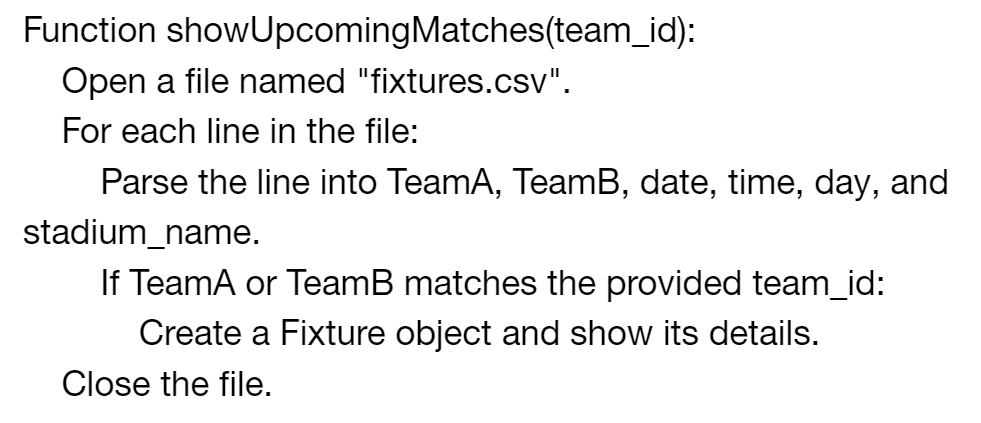 Function showUpcomingMatches(team_id):
Open a file named "fixtures.csv".
For each line in the file:
Parse the line into TeamA, TeamB, date, time, day, and
stadium_name.
If TeamA or TeamB matches the provided team_id:
Create a Fixture object and show its details.
Close the file.